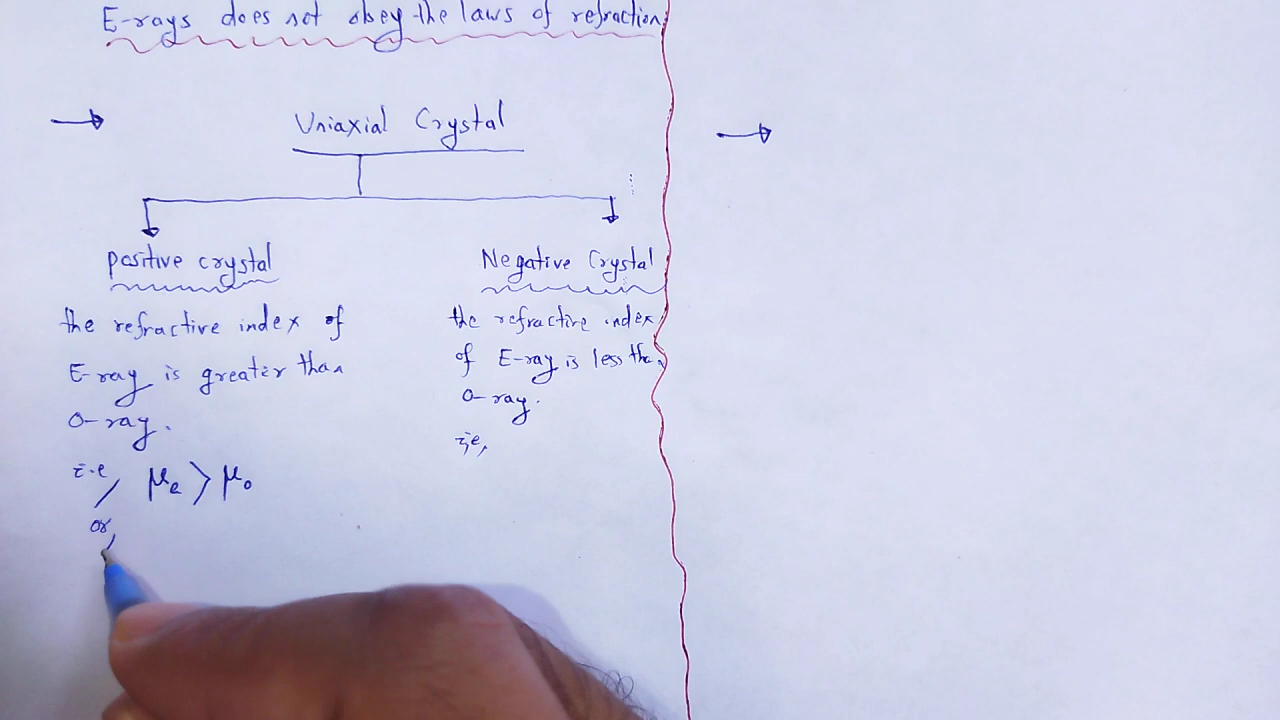 E-rays does not obey the laws of refraction
Uniaxial Crystal
positive crystal
the refractive index of
E-ray is greater than
O-ray.
i.e, μe > μo
or,
Negative Crystal
the refractive index
of E-ray is less than
O-ray.
i.e,